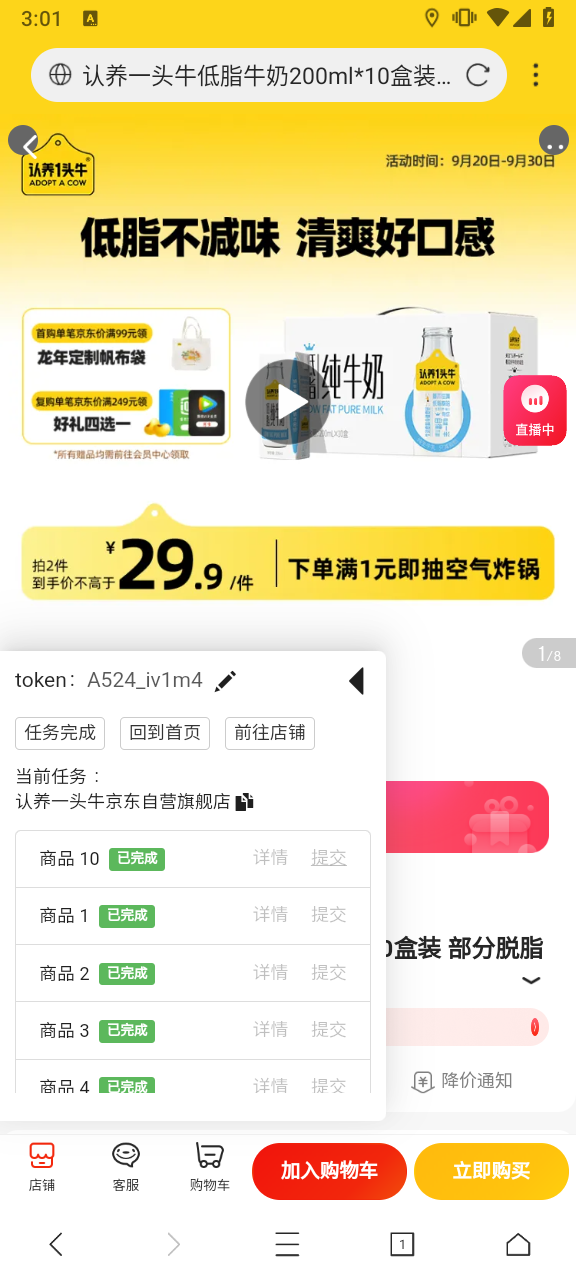 3:01
A
认养一头牛低脂牛奶200ml*10盒装...
认养1头牛
ADOPT A COW
活动时间：9月20日-9月30日
低脂不减味 清爽好口感
首购单笔京东价满99元领
龙年定制帆布袋
复购单笔京东价满249元领
好礼四选一
*所有赠品均需前往会员中心领取
纯牛奶
LOW FAT PURE MILK
认养1头牛
ADOPT A COW
直播中
拍2件
到手价不高于
¥29.9/件
下单满1元即抽空气炸锅
1/8
token: A524_iv1m4
任务完成 回到首页 前往店铺
当前任务：
认养一头牛京东自营旗舰店
商品 10 已完成 详情 提交
商品 1 已完成 详情 提交
商品 2 已完成 详情 提交
商品 3 已完成 详情 提交
商品 4 已完成 详情 提交
0盒装 部分脱脂
降价通知
店铺 客服 购物车 加入购物车 立即购买
1